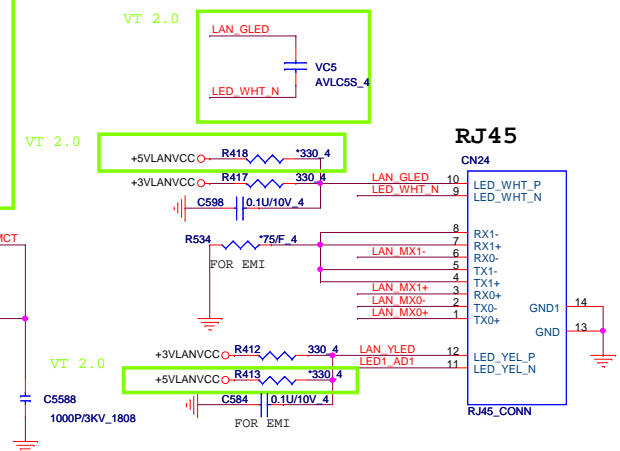 VT 2.0
LAN_GLED
VC5
AVLC5S_4
LED_WHT_N
VT 2.0
+5VLANVCC R418 *330_4
+3VLANVCC R417 330_4
C598 0.1U/10V_4
R534 *75/F_4
FOR EMI
RJ45
CN24
LAN_GLED 10 LED_WHT_P
LED_WHT_N 9 LED_WHT_N
8 RX1-
7 RX1+
LAN_MX1- 6 RX0-
5 TX1-
4 TX1+
LAN_MX1+ 3 RX0+
LAN_MX0- 2 TX0-
LAN_MX0+ 1 TX0+
GND1 14
GND 13
MCT
VT 2.0
+3VLANVCC R412 330_4
LAN_YLED 12 LED_YEL_P
+5VLANVCC R413 *330_4
LED1_AD1 11 LED_YEL_N
C584 0.1U/10V_4
FOR EMI
RJ45_CONN
C5588
1000P/3KV_1808